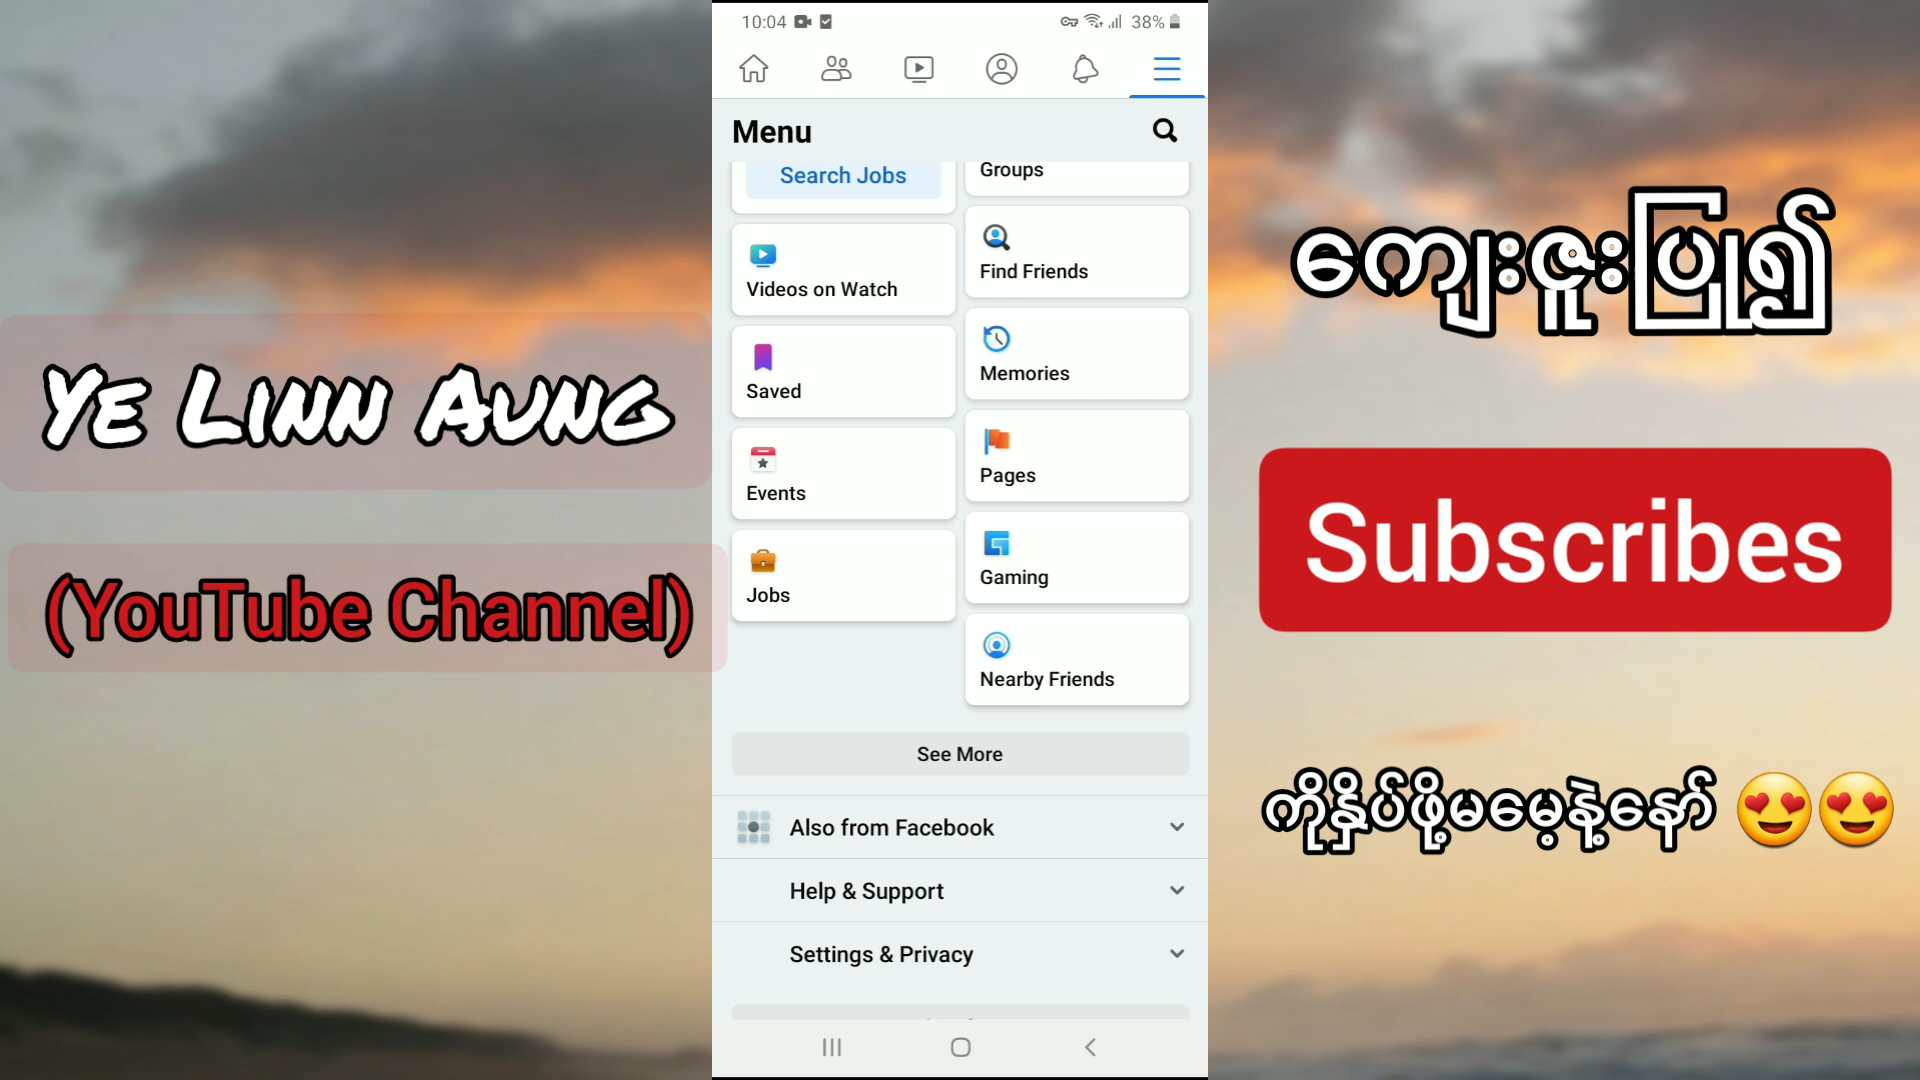 10:04
38%
Menu
Search Jobs
Groups
Find Friends
Videos on Watch
Memories
Saved
Pages
Events
Gaming
Jobs
Nearby Friends
See More
Also from Facebook
Help & Support
Settings & Privacy
Ye Linn Aung
(YouTube Channel)
ကျေးဇူးပြု၍
Subscribes
ကိုနှိပ်ဖို့မမေ့နဲ့နော် 😍😍